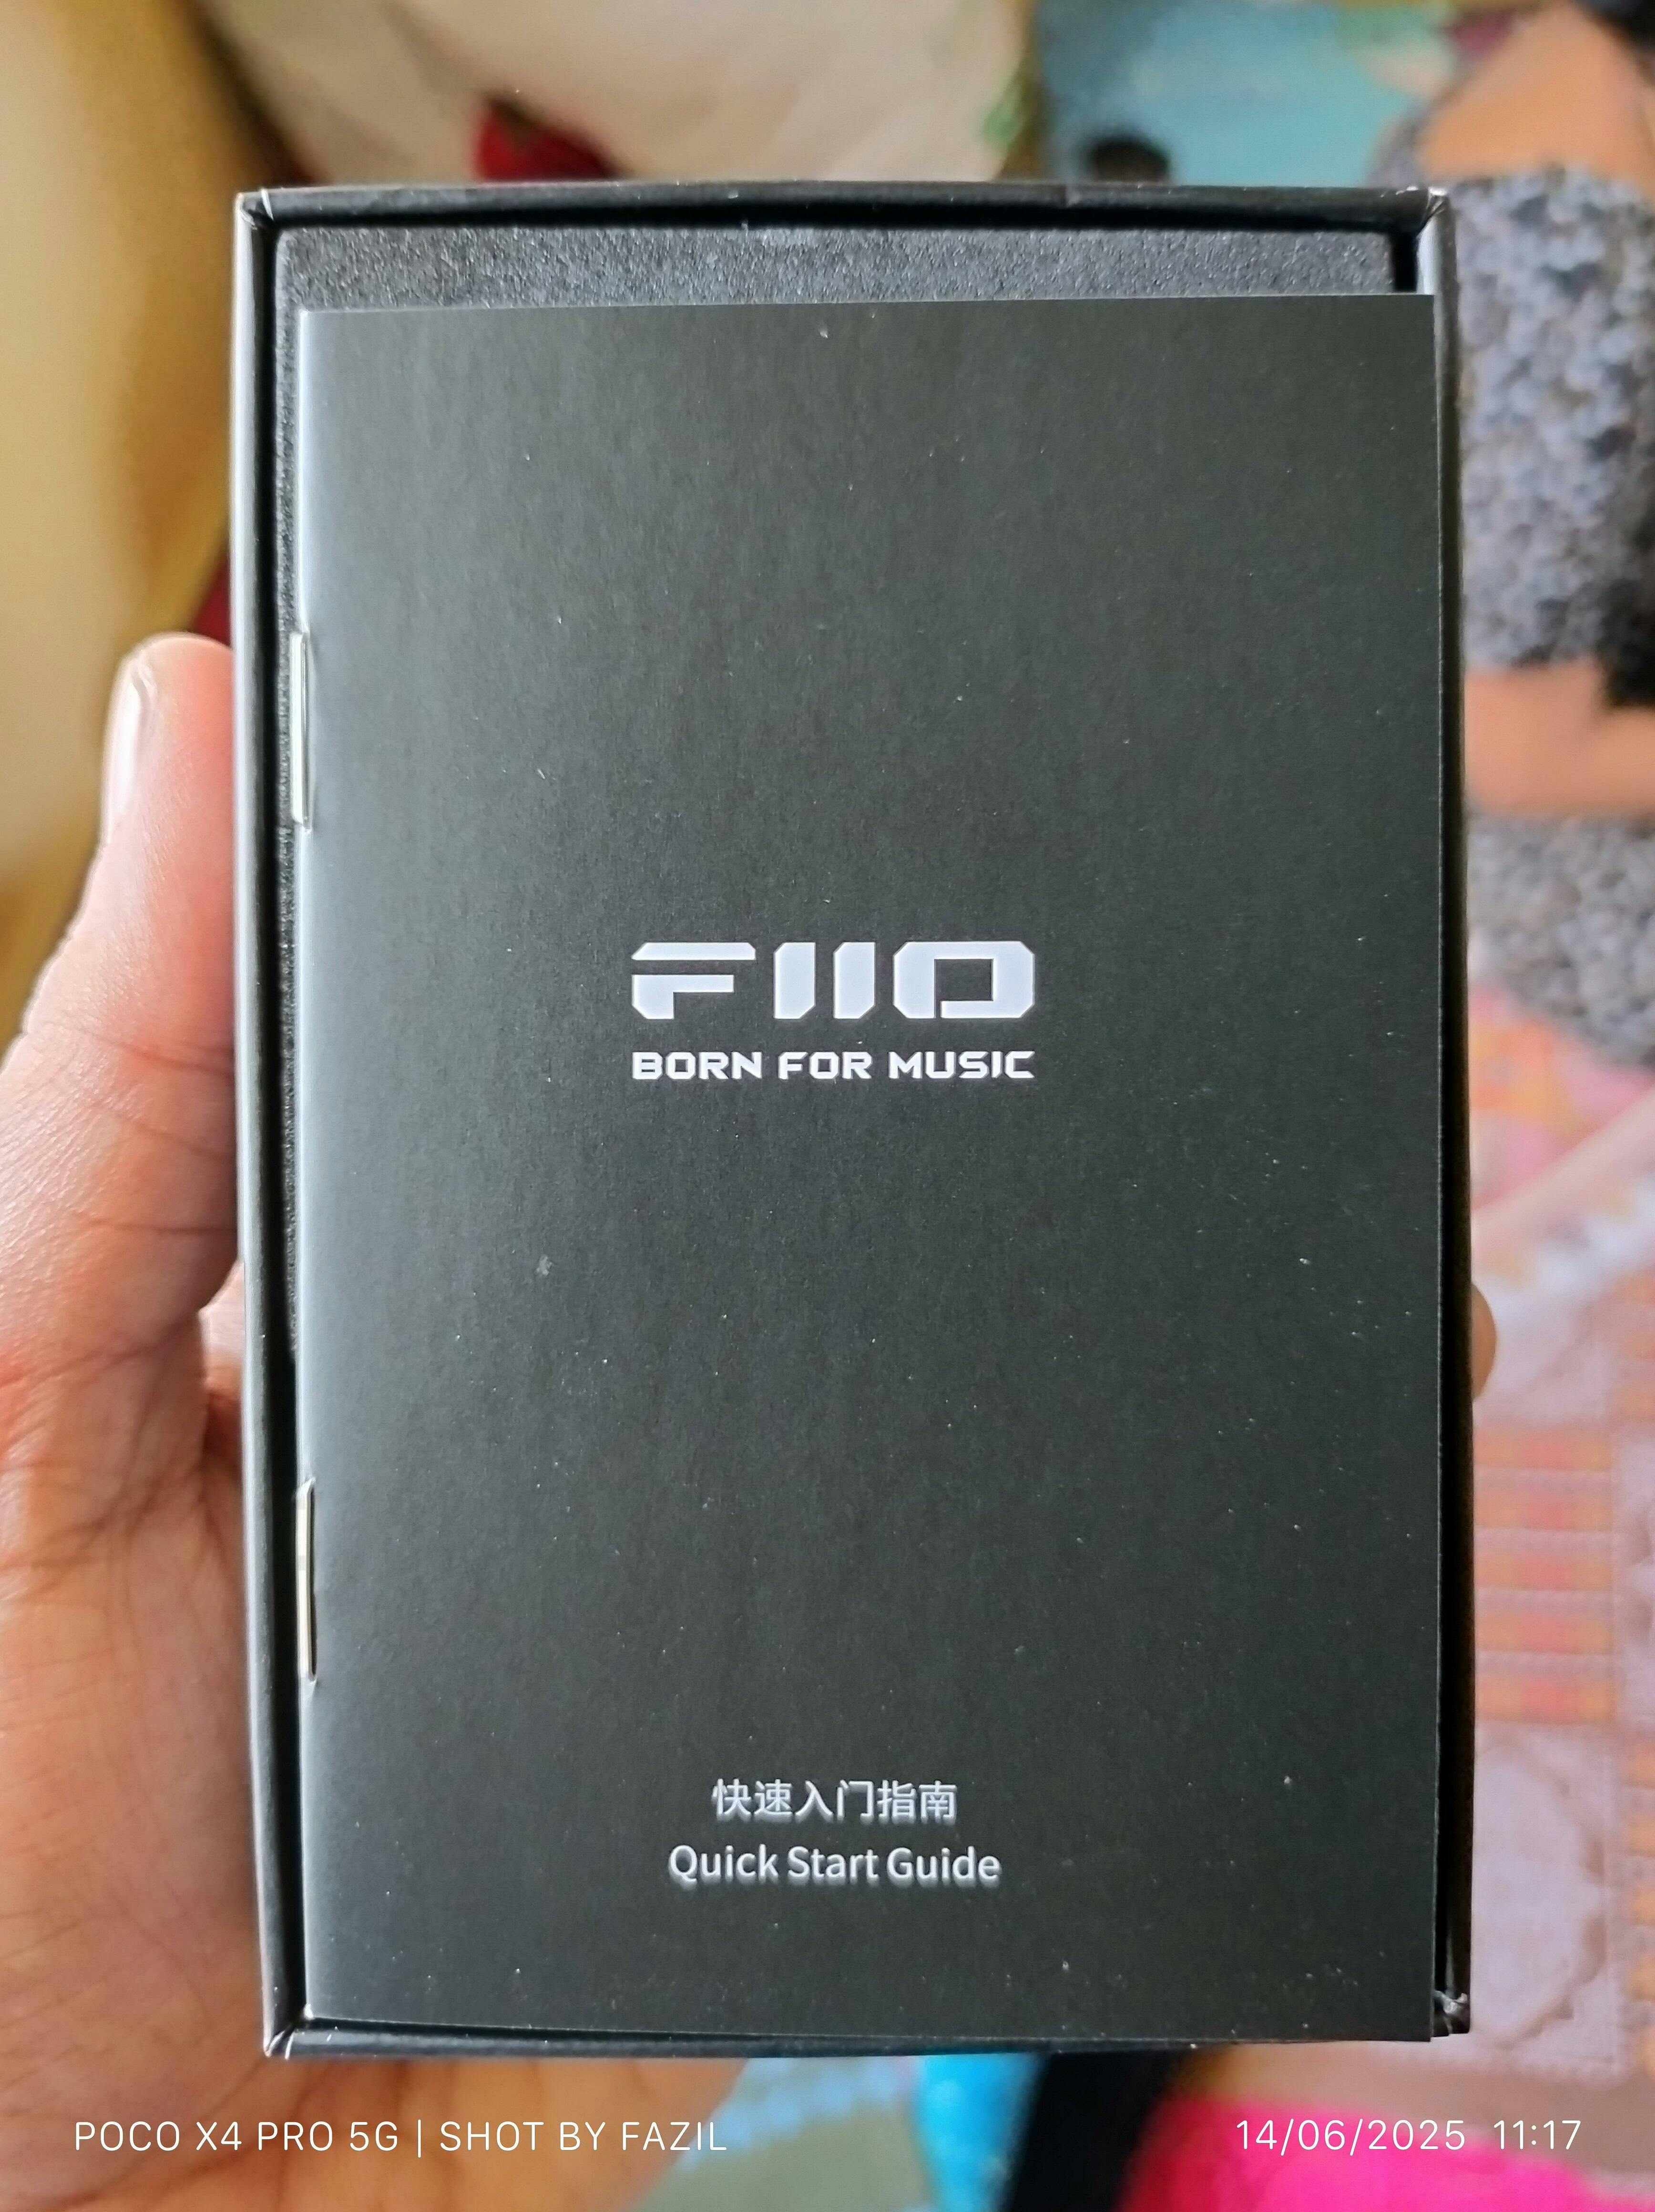 FIIO
BORN FOR MUSIC
快速入门指南
Quick Start Guide
POCO X4 PRO 5G | SHOT BY FAZIL
14/06/2025 11:17